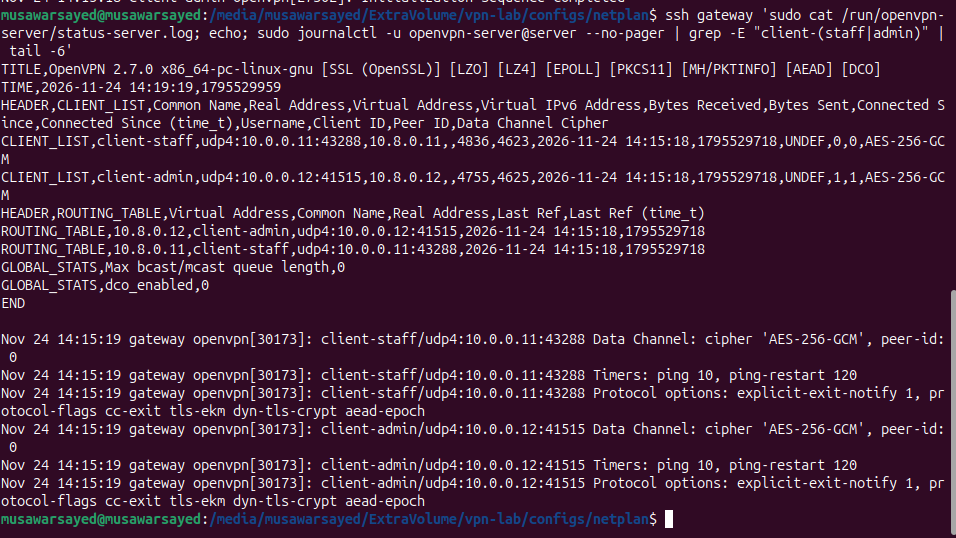 musawarsayed@musawarsayed:/media/musawarsayed/ExtraVolume/vpn-lab/configs/netplan$ ssh gateway 'sudo cat /run/openvpn-
server/status-server.log; echo; sudo journalctl -u openvpn-server@server --no-pager | grep -E "client-(staff|admin)" |
 tail -6'
TITLE,OpenVPN 2.7.0 x86_64-pc-linux-gnu [SSL (OpenSSL)] [LZO] [LZ4] [EPOLL] [PKCS11] [MH/PKTINFO] [AEAD] [DCO]
TIME,2026-11-24 14:19:19,1795529959
HEADER,CLIENT_LIST,Common Name,Real Address,Virtual Address,Virtual IPv6 Address,Bytes Received,Bytes Sent,Connected S
ince,Connected Since (time_t),Username,Client ID,Peer ID,Data Channel Cipher
CLIENT_LIST,client-staff,udp4:10.0.0.11:43288,10.8.0.11,,4836,4623,2026-11-24 14:15:18,1795529718,UNDEF,0,0,AES-256-GC
M
CLIENT_LIST,client-admin,udp4:10.0.0.12:41515,10.8.0.12,,4755,4625,2026-11-24 14:15:18,1795529718,UNDEF,1,1,AES-256-GC
M
HEADER,ROUTING_TABLE,Virtual Address,Common Name,Real Address,Last Ref,Last Ref (time_t)
ROUTING_TABLE,10.8.0.12,client-admin,udp4:10.0.0.12:41515,2026-11-24 14:15:18,1795529718
ROUTING_TABLE,10.8.0.11,client-staff,udp4:10.0.0.11:43288,2026-11-24 14:15:18,1795529718
GLOBAL_STATS,Max bcast/mcast queue length,0
GLOBAL_STATS,dco_enabled,0
END

Nov 24 14:15:19 gateway openvpn[30173]: client-staff/udp4:10.0.0.11:43288 Data Channel: cipher 'AES-256-GCM', peer-id:
 0
Nov 24 14:15:19 gateway openvpn[30173]: client-staff/udp4:10.0.0.11:43288 Timers: ping 10, ping-restart 120
Nov 24 14:15:19 gateway openvpn[30173]: client-staff/udp4:10.0.0.11:43288 Protocol options: explicit-exit-notify 1, pr
otocol-flags cc-exit tls-ekm dyn-tls-crypt aead-epoch
Nov 24 14:15:19 gateway openvpn[30173]: client-admin/udp4:10.0.0.12:41515 Data Channel: cipher 'AES-256-GCM', peer-id:
 0
Nov 24 14:15:19 gateway openvpn[30173]: client-admin/udp4:10.0.0.12:41515 Timers: ping 10, ping-restart 120
Nov 24 14:15:19 gateway openvpn[30173]: client-admin/udp4:10.0.0.12:41515 Protocol options: explicit-exit-notify 1, pr
otocol-flags cc-exit tls-ekm dyn-tls-crypt aead-epoch
musawarsayed@musawarsayed:/media/musawarsayed/ExtraVolume/vpn-lab/configs/netplan$